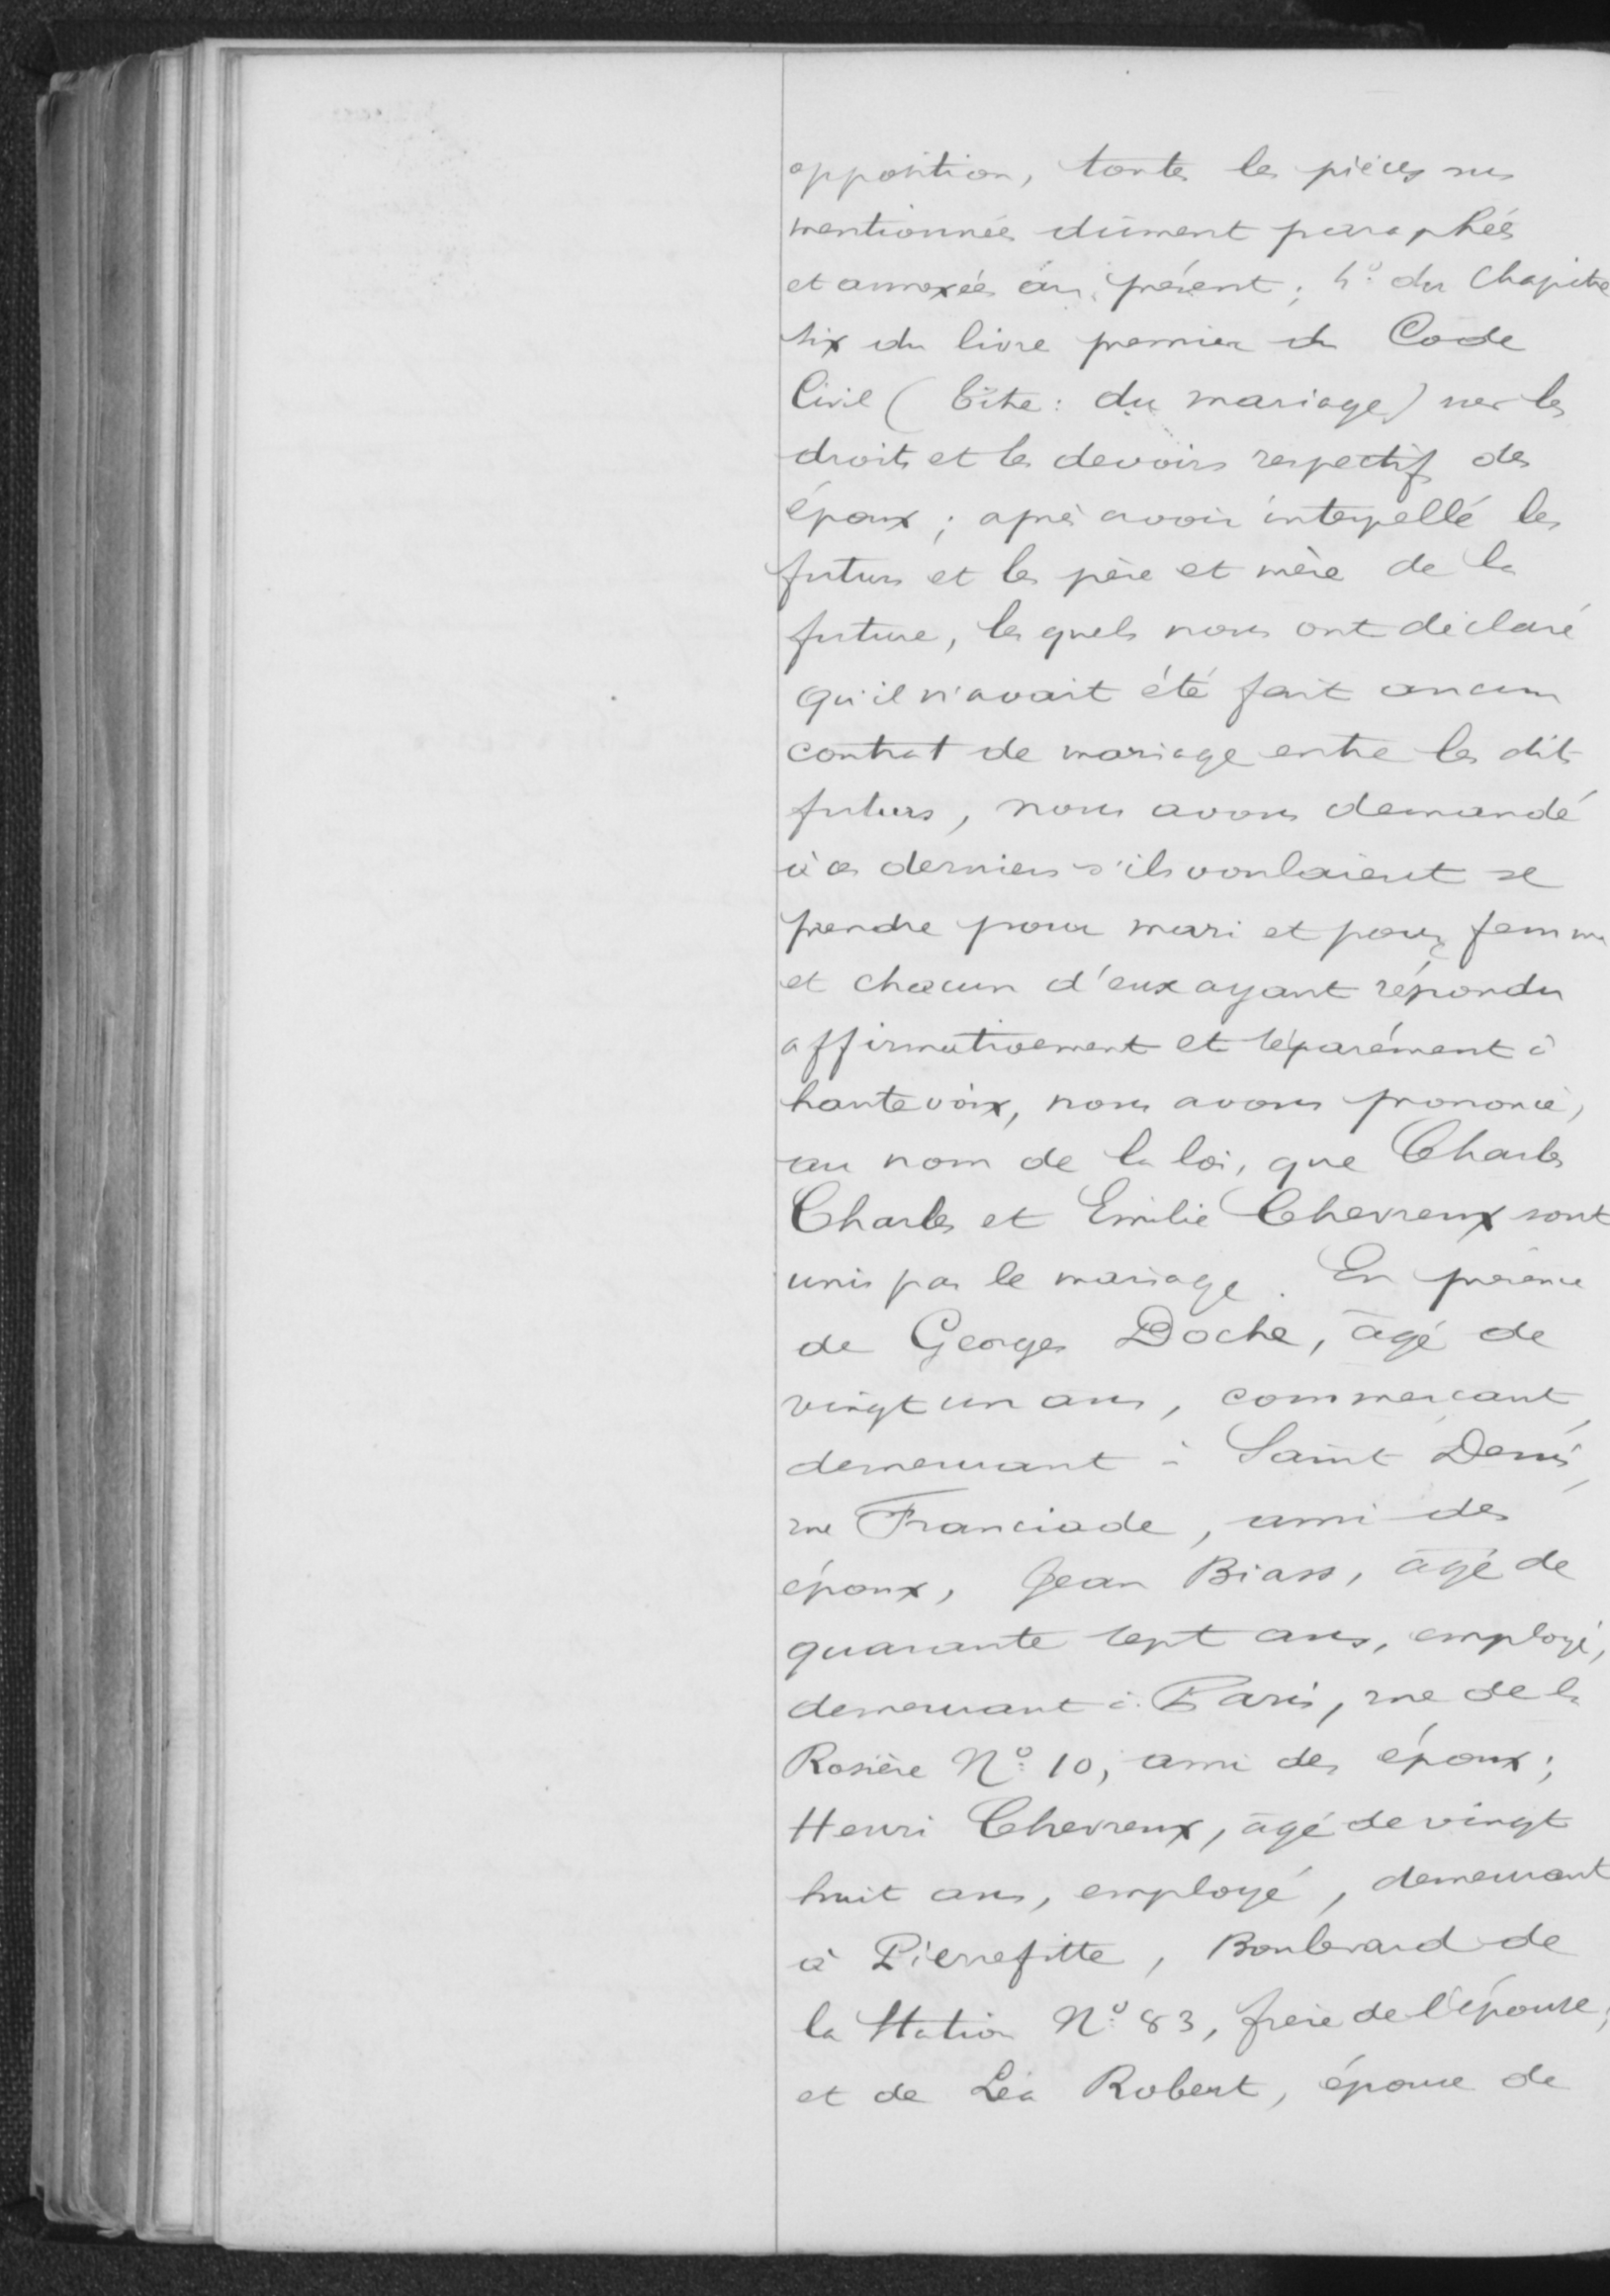 opposition, toutes les pièces sus
mentionnées dûment paraphées
et annexées au présent; 4º du Chapitre
six du livre premier du Code
Civil (titre: du mariage) sur les
droits et les devoirs respectifs des
époux; après avoir interpellé les
futurs et les père et mère de la
future, les quels nous ont déclaré
qu'il n'avait été fait aucun
contrat de mariage entre les dits
futurs, nous avons demandé
à ces derniers s'ils voulaient se
prendre pour mari et pour femme
et chacun d'eux ayant répondu
affirmativement et séparément à
haute voix, nous avons prononcé,
au nom de la loi, que Charles
Charles et Emilie Chevreux sont
unis par le mariage. En présence
de Georges Doche, âgé de
vingt un ans, commerçant,
demeurant à Saint Denis,
rue Franciade, ami des
époux, Jean Biass, âgé de
quarante sept ans, employé,
demeurant à Paris, rue de la
Rosière Nº 10, ami des époux;
Henri Chevreux, âgé de vingt
huit ans, employé, demeurant
à Pierrefitte, Boulevard de
la Station Nº 83, frère de l'épouse;
et de Léa Robert, épouse de